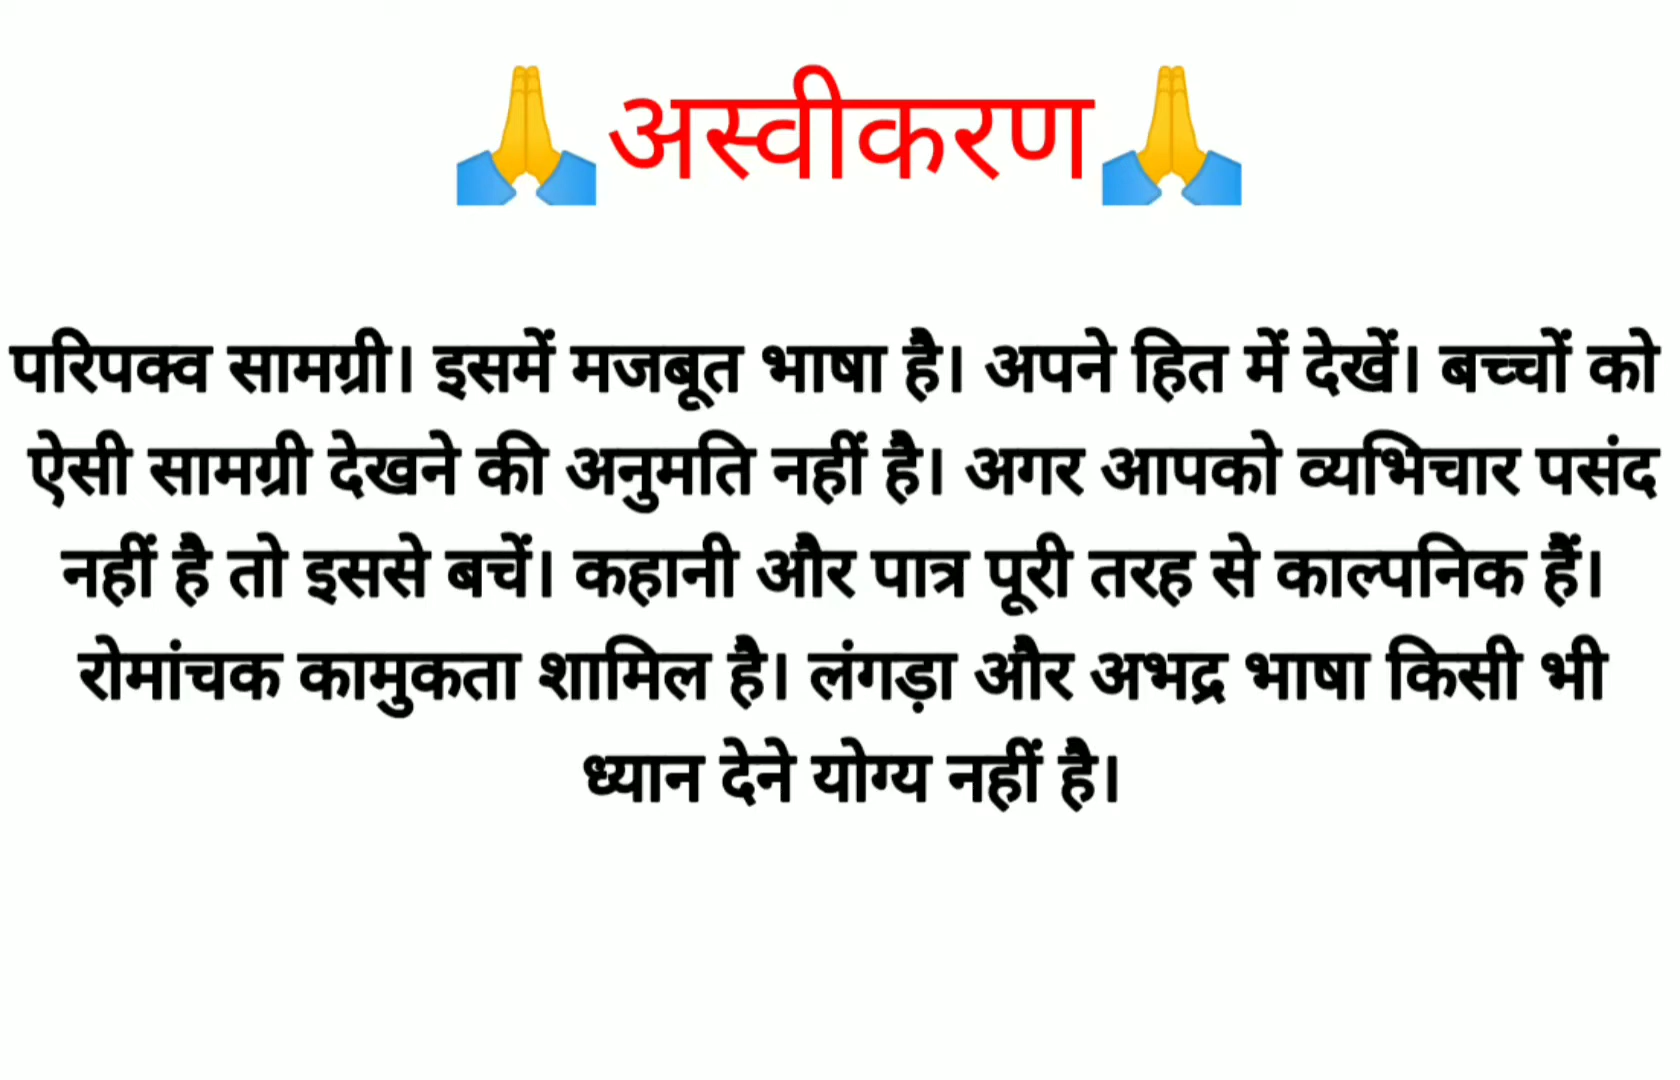 🙏अस्वीकरण🙏
परिपक्व सामग्री। इसमें मजबूत भाषा है। अपने हित में देखें। बच्चों को
ऐसी सामग्री देखने की अनुमति नहीं है। अगर आपको व्यभिचार पसंद
नहीं है तो इससे बचें। कहानी और पात्र पूरी तरह से काल्पनिक हैं।
रोमांचक कामुकता शामिल है। लंगड़ा और अभद्र भाषा किसी भी
ध्यान देने योग्य नहीं है।